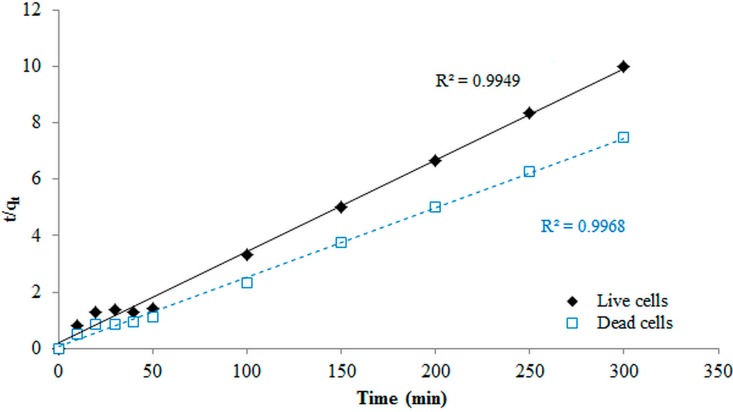 12
10
8
6
4
2
0
t/qt
R² = 0.9949
R² = 0.9968
Live cells
Dead cells
0 50 100 150 200 250 300 350
Time (min)